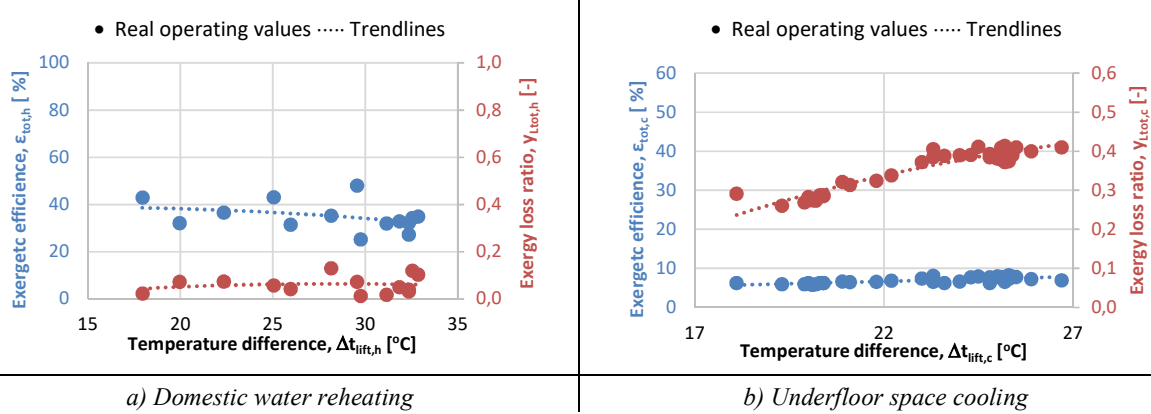 ● Real operating values ····· Trendlines
Exergetc efficience, εtot,h [ %]
100
80
60
40
20
0
1,0
0,8
0,6
0,4
0,2
0,0
Exergy loss ratio, yLtot,h [-]
15 20 25 30 35
Temperature difference, Δtlift,h [°C]
a) Domestic water reheating
● Real operating values ····· Trendlines
Exergetc efficience, εtot,c [ %]
60
50
40
30
20
10
0
0,6
0,5
0,4
0,3
0,2
0,1
0,0
Exergy loss ratio, yLtot,c [-]
17 22 27
Temperature difference, Δtlift,c [°C]
b) Underfloor space cooling